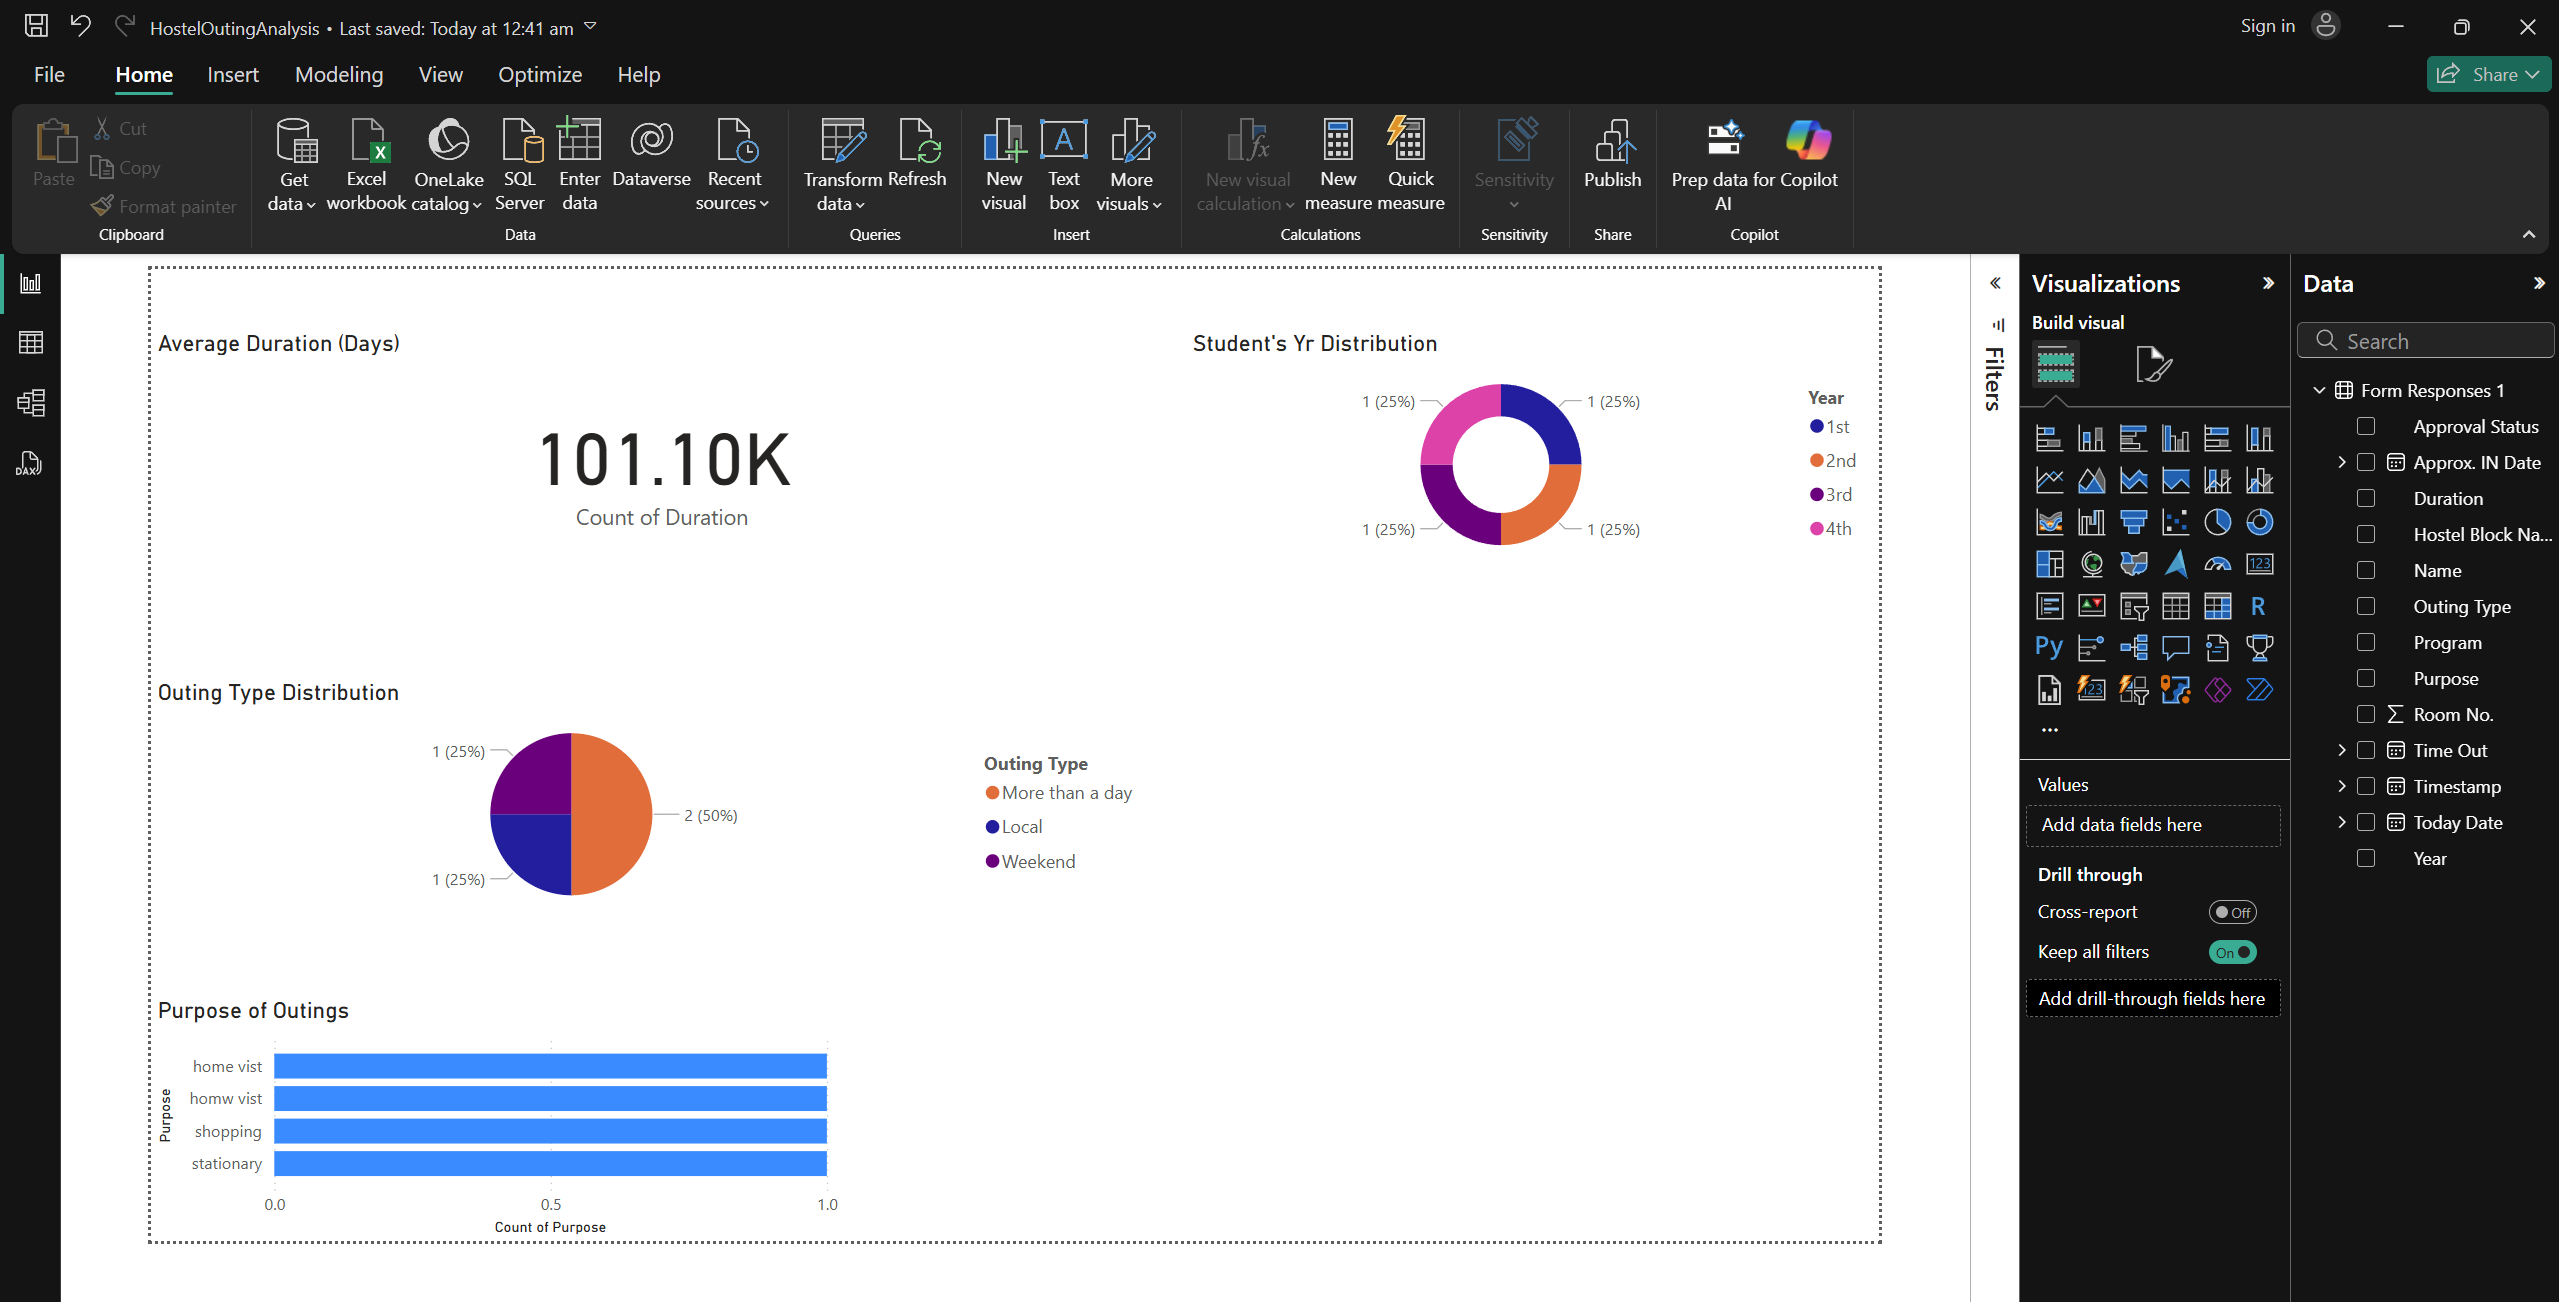 HostelOutingAnalysis • Last saved: Today at 12:41 am
Sign in
File Home Insert Modeling View Optimize Help
Share
Paste
Cut
Copy
Format painter
Clipboard
Get data
Excel workbook
OneLake catalog
SQL Server
Enter data
Dataverse
Recent sources
Data
Transform data
Refresh
Queries
New visual
Text box
More visuals
Insert
New visual calculation
New measure
Quick measure
Calculations
Sensitivity
Sensitivity
Publish
Share
Prep data for AI
Copilot
Copilot
DAX
Average Duration (Days)
101.10K
Count of Duration
Student's Yr Distribution
1 (25%)
1 (25%)
1 (25%)
1 (25%)
Year
1st
2nd
3rd
4th
Outing Type Distribution
1 (25%)
2 (50%)
1 (25%)
Outing Type
More than a day
Local
Weekend
Purpose of Outings
Purpose
home vist
homw vist
shopping
stationary
0.0 0.5 1.0
Count of Purpose
Filters
Visualizations
Build visual
123
R
Py
123
Values
Add data fields here
Drill through
Cross-report
Off
Keep all filters
On
Add drill-through fields here
Data
Search
Form Responses 1
Approval Status
Approx. IN Date
Duration
Hostel Block Na...
Name
Outing Type
Program
Purpose
Room No.
Time Out
Timestamp
Today Date
Year